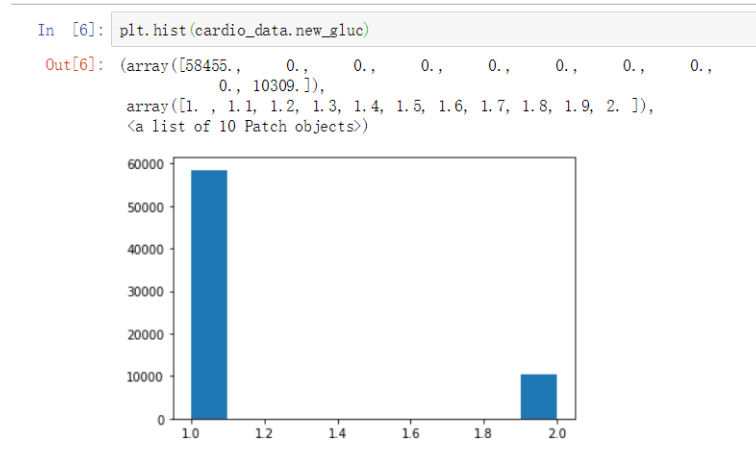 In [6]: plt.hist(cardio_data.new_gluc)
Out[6]: (array([58455., 0., 0., 0., 0., 0., 0., 0.,
0., 10309.]),
array([1. , 1.1, 1.2, 1.3, 1.4, 1.5, 1.6, 1.7, 1.8, 1.9, 2. ]),
<a list of 10 Patch objects>)
60000
50000
40000
30000
20000
10000
0
1.0 1.2 1.4 1.6 1.8 2.0